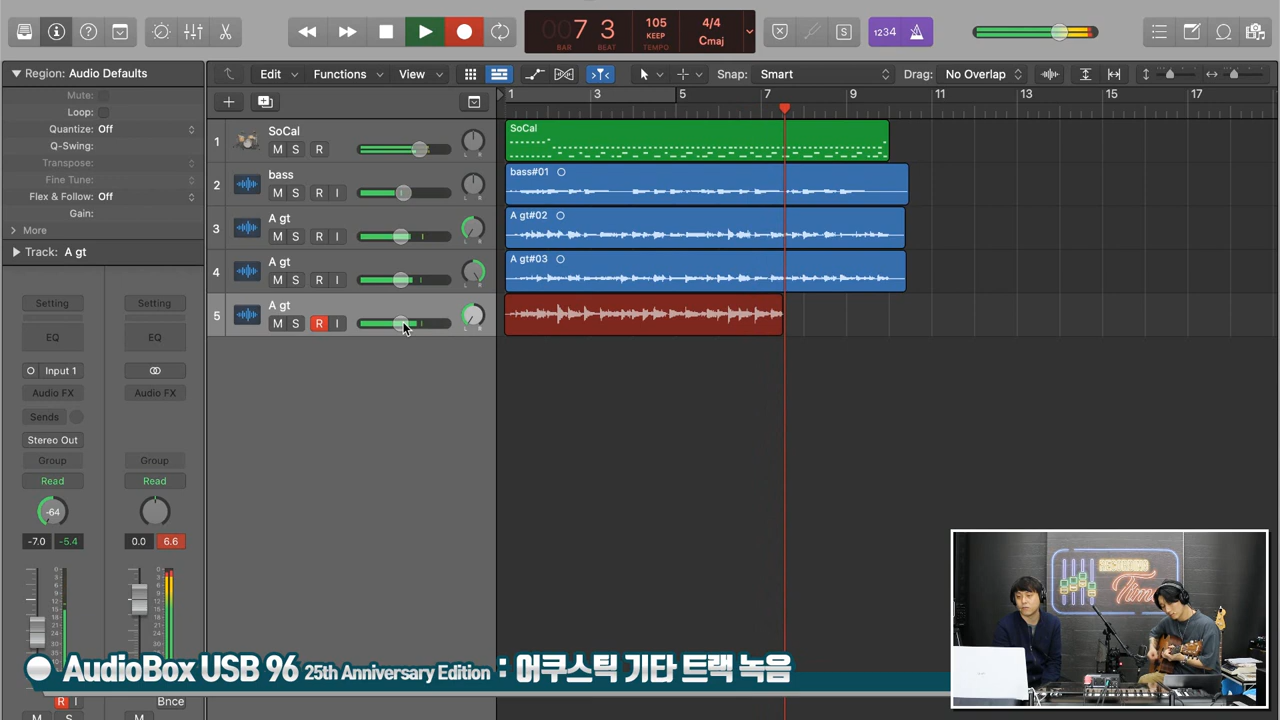 007 3
BAR BEAT
105
KEEP
TEMPO
4/4
Cmaj
1234
S
Region: Audio Defaults
Mute:
Loop:
Quantize: Off
Q-Swing:
Transpose:
Fine Tune:
Flex & Follow: Off
Gain:
More
Track: A gt
Edit Functions View
Snap: Smart
Drag: No Overlap
1 3 5 7 9 11 13 15 17
1 SoCal
M S R
L R
SoCal
2 bass
M S R I
L R
bass#01
3 A gt
M S R I
L R
A gt#02
4 A gt
M S R I
L R
A gt#03
5 A gt
M S R I
L R
Setting Setting
EQ EQ
Input 1
Audio FX Audio FX
Sends
Stereo Out
Group Group
Read Read
-64
-7.0 -5.4 0.0 6.6
R I Bnce
M S M
RECORDING
Time
AudioBox USB 96 25th Anniversary Edition : 어쿠스틱 기타 트랙 녹음